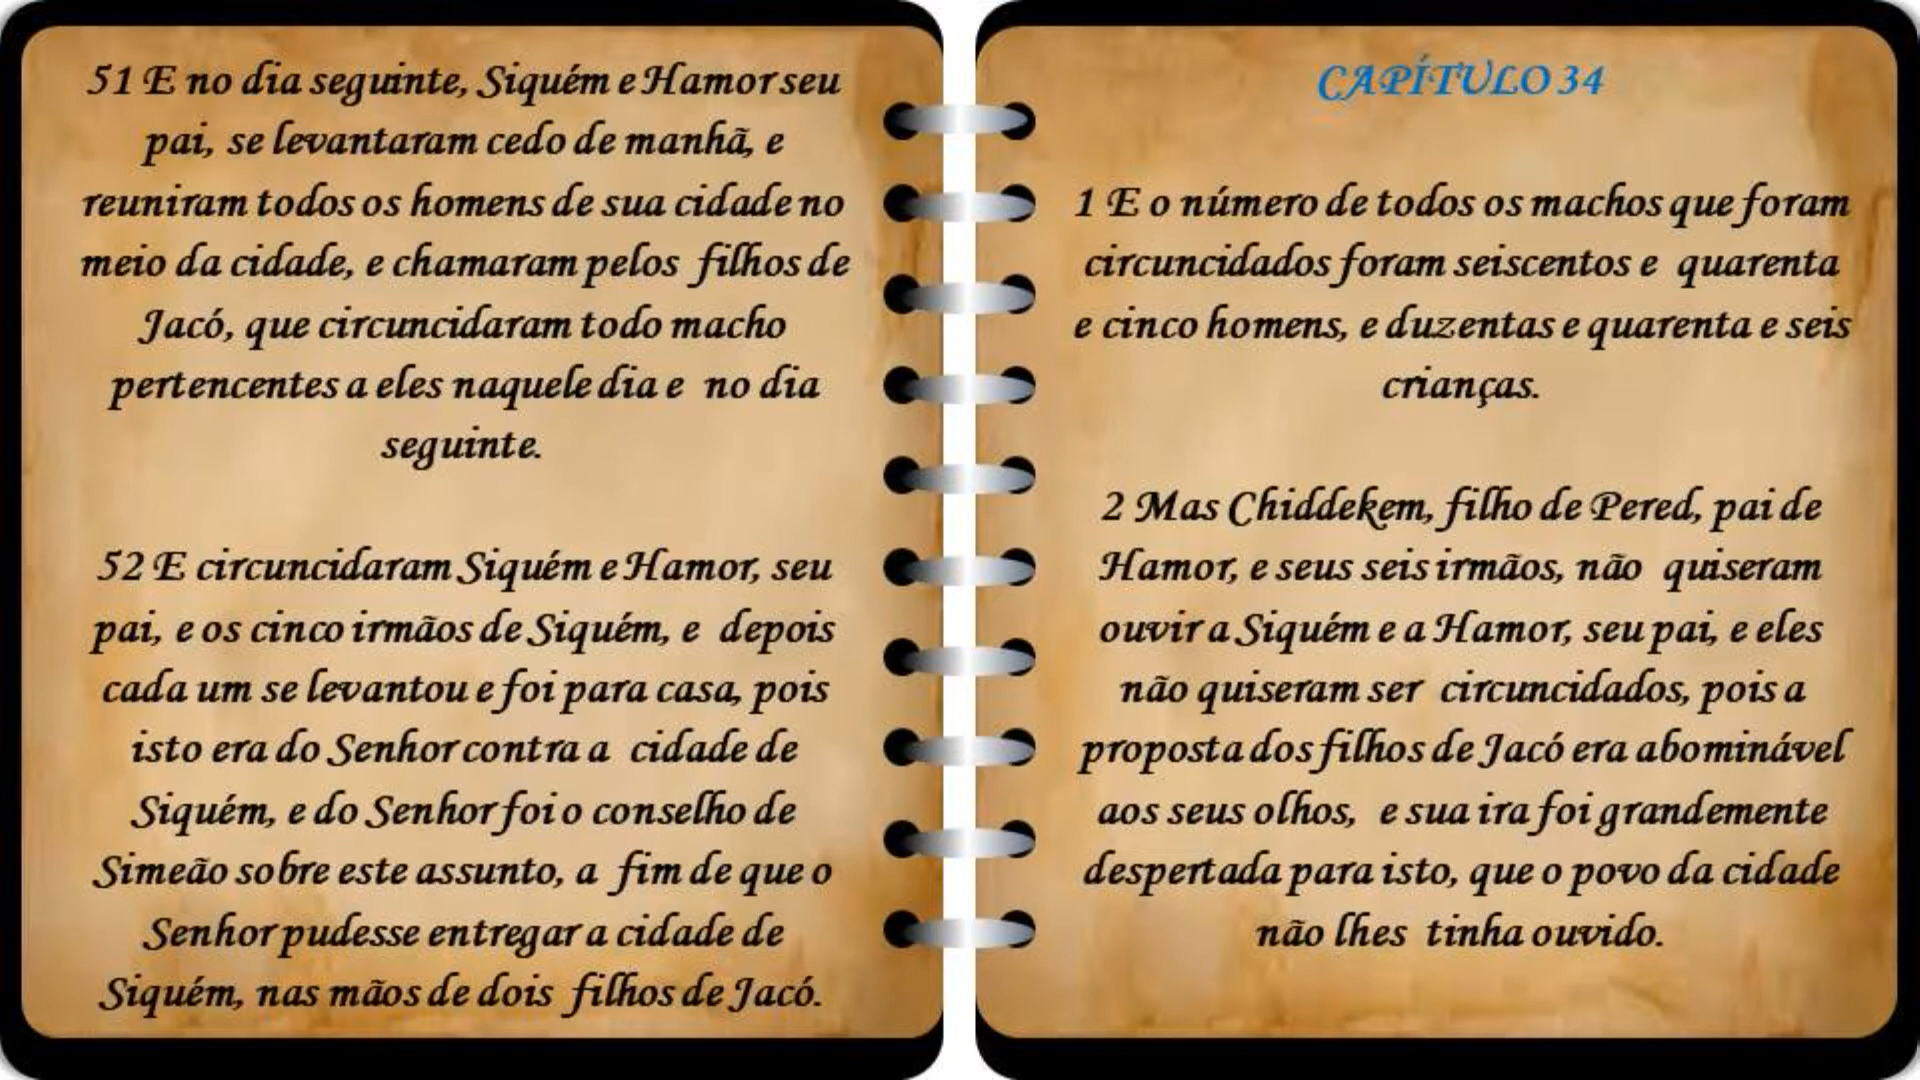 51 E no dia seguinte, Siquém e Hamor seu
pai, se levantaram cedo de manhã, e
reuniram todos os homens de sua cidade no
meio da cidade, e chamaram pelos filhos de
Jacó, que circuncidaram todo macho
pertencentes a eles naquele dia e no dia
seguinte.
52 E circuncidaram Siquém e Hamor, seu
pai, e os cinco irmãos de Siquém, e depois
cada um se levantou e foi para casa, pois
isto era do Senhor contra a cidade de
Siquém, e do Senhor foi o conselho de
Simeão sobre este assunto, a fim de que o
Senhor pudesse entregar a cidade de
Siquém, nas mãos de dois filhos de Jacó.
CAPÍTULO 34
1 E o número de todos os machos que foram
circuncidados foram seiscentos e quarenta
e cinco homens, e duzentas e quarenta e seis
crianças.
2 Mas Chiddekem, filho de Pered, pai de
Hamor, e seus seis irmãos, não quiseram
ouvir a Siquém e a Hamor, seu pai, e eles
não quiseram ser circuncidados, pois a
proposta dos filhos de Jacó era abominável
aos seus olhos, e sua ira foi grandemente
despertada para isto, que o povo da cidade
não lhes tinha ouvido.